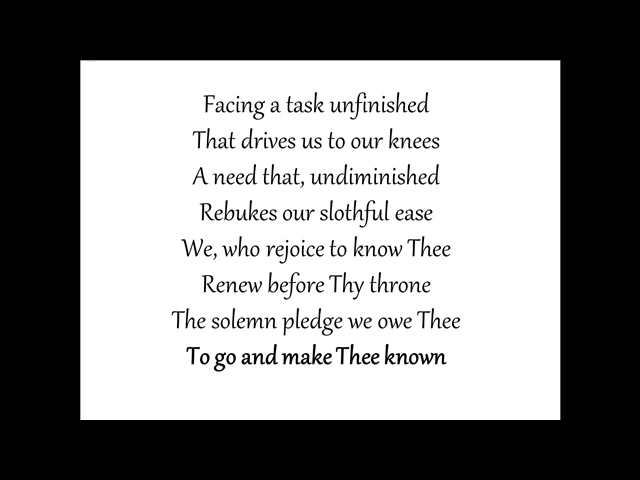 Facing a task unfinished
That drives us to our knees
A need that, undiminished
Rebukes our slothful ease
We, who rejoice to know Thee
Renew before Thy throne
The solemn pledge we owe Thee
To go and make Thee known